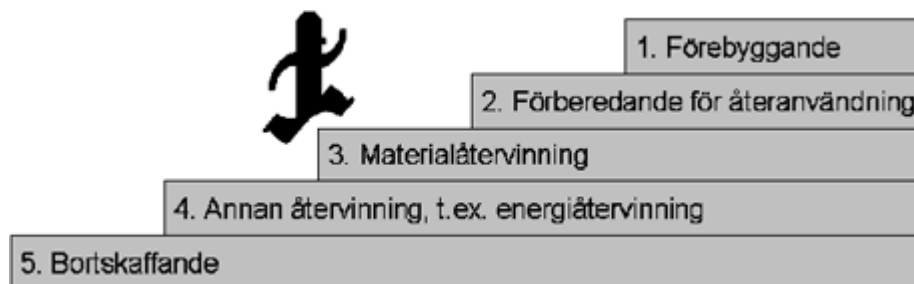 1. Förebyggande
2. Förberedande för återanvändning
3. Materialåtervinning
4. Annan återvinning, t.ex. energiåtervinning
5. Bortskaffande